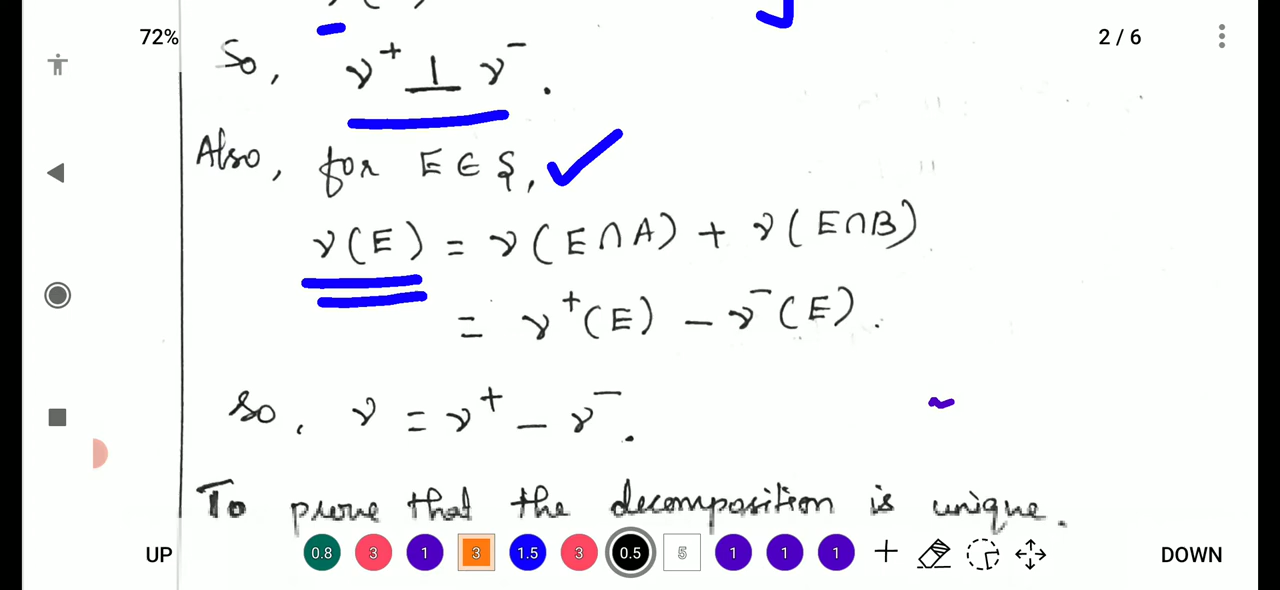 72%
2 / 6
So, ν⁺ ⊥ ν⁻.
Also, for E ∈ S,
ν(E) = ν(E∩A) + ν(E∩B)
= ν⁺(E) - ν⁻(E).
So, ν = ν⁺ - ν⁻.
To prove that the decomposition is unique.
UP 0.8 3 1 3 1.5 3 0.5 5 1 1 1 + DOWN